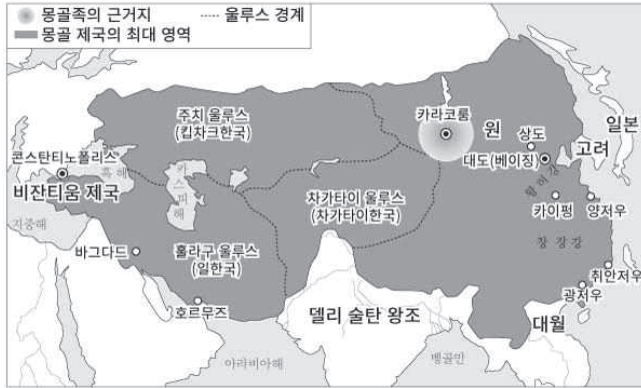 몽골족의 근거지
울루스 경계
몽골 제국의 최대 영역
주치 울루스
(킵차크한국)
카라코룸
원
상도
일본
고려
콘스탄티노폴리스
흑해
대도(베이징)
비잔티움 제국
카스피해
차가타이 울루스
(차가타이한국)
황허강
카이펑
양저우
지중해
바그다드
훌라구 울루스
(일한국)
창장강
취안저우
호르무즈
델리 술탄 왕조
광저우
대월
아라비아해
벵골만